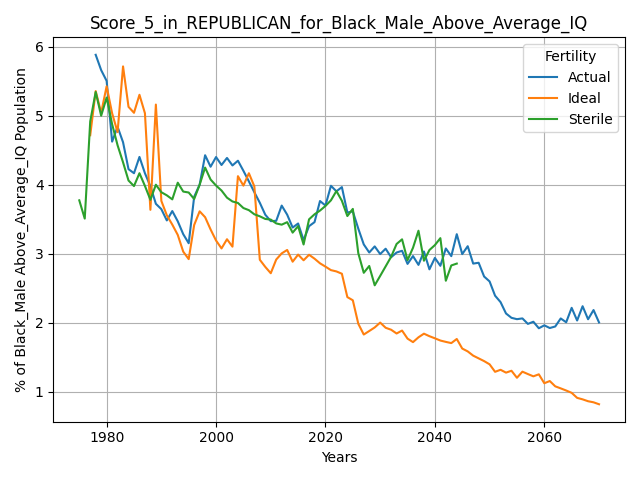 Score_5_in_REPUBLICAN_for_Black_Male_Above_Average_IQ
% of Black_Male Above_Average_IQ Population
6
5
4
3
2
1
Fertility
Actual
Ideal
Sterile
1980 2000 2020 2040 2060
Years